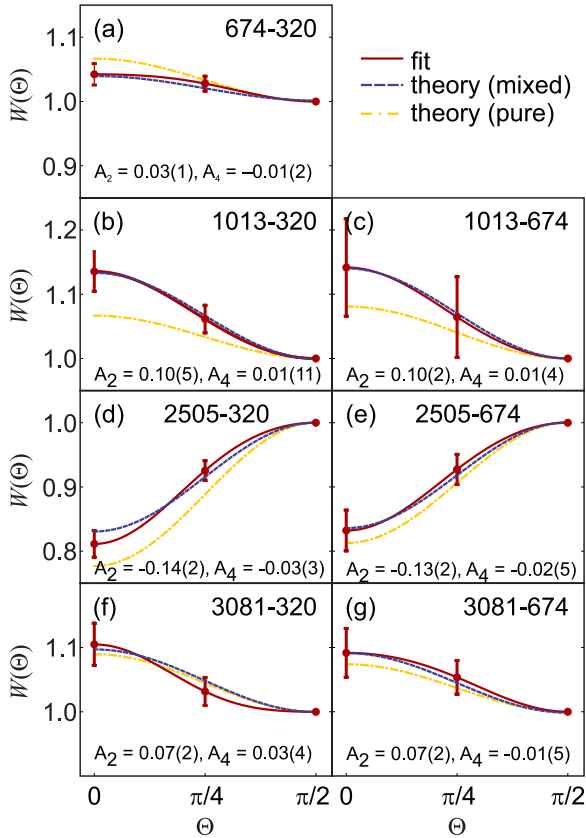 (a) 674-320
fit
theory (mixed)
theory (pure)
W(Θ)
1.1
1.0
0.9
A₂ = 0.03(1), A₄ = –0.01(2)
(b) 1013-320
(c) 1013-674
W(Θ)
1.2
1.1
1.0
A₂ = 0.10(5), A₄ = 0.01(11)
A₂ = 0.10(2), A₄ = 0.01(4)
(d) 2505-320
(e) 2505-674
W(Θ)
1.0
0.9
0.8
A₂ = -0.14(2), A₄ = -0.03(3)
A₂ = -0.13(2), A₄ = -0.02(5)
(f) 3081-320
(g) 3081-674
W(Θ)
1.1
1.0
A₂ = 0.07(2), A₄ = 0.03(4)
A₂ = 0.07(2), A₄ = -0.01(5)
0 π/4 π/2
0 π/4 π/2
Θ
Θ